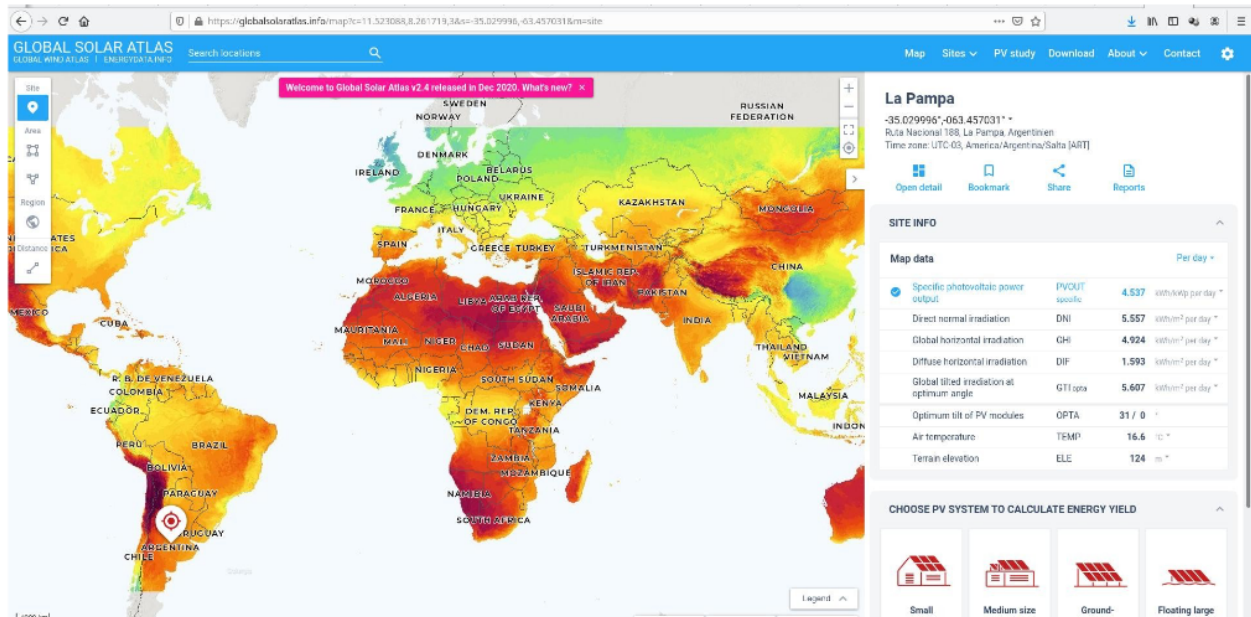 https://globalsolaratlas.info/map?c=11.523088,8.261719,3&s=-35.029996,-63.457031&m=site
GLOBAL SOLAR ATLAS
GLOBAL WIND ATLAS | ENERGYDATA.INFO
Search locations
Map Sites PV study Download About Contact
Welcome to Global Solar Atlas v2.4 released in Dec 2020. What's new? ×
Site
Area
Region
Distance
SWEDEN
NORWAY
RUSSIAN
FEDERATION
DENMARK
IRELAND
BELARUS
POLAND
UKRAINE
FRANCE
HUNGARY
KAZAKHSTAN
MONGOLIA
ITALY
SPAIN
GREECE
TURKEY
TURKMENISTAN
CHINA
ISLAMIC REP.
OF IRAN
MOROCCO
ALGERIA
LIBYA
ARAB REP.
OF EGYPT
SAUDI
ARABIA
PAKISTAN
INDIA
MEXICO
CUBA
MAURITANIA
MALI
NIGER
CHAD
SUDAN
THAILAND
VIETNAM
NIGERIA
SOUTH SUDAN
SOMALIA
R. B. DE VENEZUELA
COLOMBIA
MALAYSIA
ECUADOR
KENYA
DEM. REP.
OF CONGO
TANZANIA
INDON
PERU
BRAZIL
ZAMBIA
MOZAMBIQUE
BOLIVIA
NAMIBIA
PARAGUAY
SOUTH AFRICA
URUGUAY
ARGENTINA
CHILE
Legend
La Pampa
-35.029996°,-063.457031°
Ruta Nacional 188, La Pampa, Argentinien
Time zone: UTC-03, America/Argentina/Salta [ART]
Open detail Bookmark Share Reports
SITE INFO
Map data Per day
Specific photovoltaic power output PVOUT specific 4.537 kWh/kWp per day
Direct normal irradiation DNI 5.557 kWh/m² per day
Global horizontal irradiation GHI 4.924 kWh/m² per day
Diffuse horizontal irradiation DIF 1.593 kWh/m² per day
Global tilted irradiation at optimum angle GTI opta 5.607 kWh/m² per day
Optimum tilt of PV modules OPTA 31 / 0 °
Air temperature TEMP 16.6 °C
Terrain elevation ELE 124 m
CHOOSE PV SYSTEM TO CALCULATE ENERGY YIELD
Small Medium size Ground- Floating large